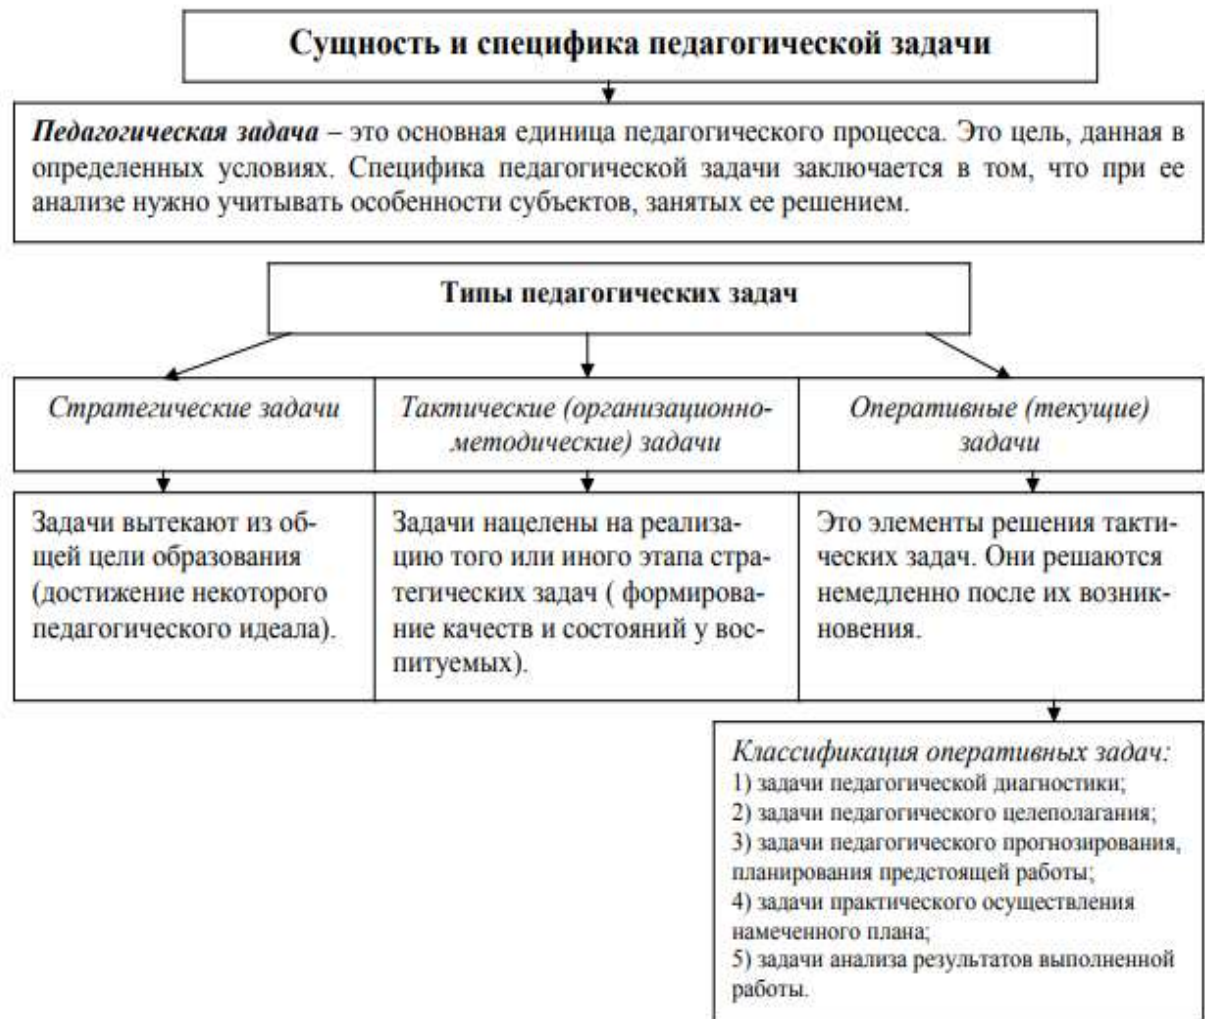 Сущность и специфика педагогической задачи
Педагогическая задача – это основная единица педагогического процесса. Это цель, данная в
определенных условиях. Специфика педагогической задачи заключается в том, что при ее
анализе нужно учитывать особенности субъектов, занятых ее решением.
Типы педагогических задач
Стратегические задачи
Тактические (организационно-
методические) задачи
Оперативные (текущие)
задачи
Задачи вытекают из об-
щей цели образования
(достижение некоторого
педагогического идеала).
Задачи нацелены на реализа-
цию того или иного этапа стра-
тегических задач ( формирова-
ние качеств и состояний у вос-
питуемых).
Это элементы решения такти-
ческих задач. Они решаются
немедленно после их возник-
новения.
Классификация оперативных задач:
1) задачи педагогической диагностики;
2) задачи педагогического целеполагания;
3) задачи педагогического прогнозирования,
планирования предстоящей работы;
4) задачи практического осуществления
намеченного плана;
5) задачи анализа результатов выполненной
работы.